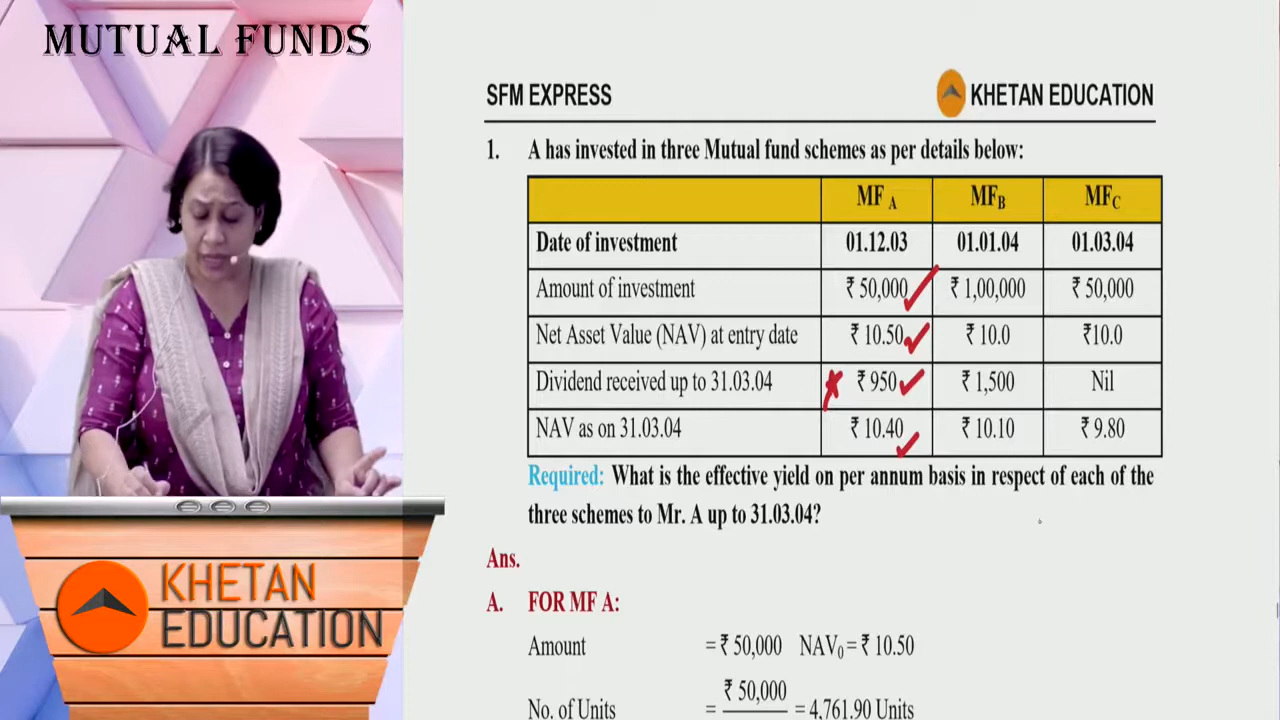 MUTUAL FUNDS
SFM EXPRESS
KHETAN EDUCATION
1. A has invested in three Mutual fund schemes as per details below:
MF A MFB MFC
Date of investment 01.12.03 01.01.04 01.03.04
Amount of investment ₹ 50,000 ₹ 1,00,000 ₹ 50,000
Net Asset Value (NAV) at entry date ₹ 10.50 ₹ 10.0 ₹10.0
Dividend received up to 31.03.04 ₹ 950 ₹ 1,500 Nil
NAV as on 31.03.04 ₹ 10.40 ₹ 10.10 ₹ 9.80
Required: What is the effective yield on per annum basis in respect of each of the
three schemes to Mr. A up to 31.03.04?
Ans.
A. FOR MF A:
Amount = ₹ 50,000 NAV₀ = ₹ 10.50
₹ 50,000
No. of Units = = 4,761.90 Units
KHETAN
EDUCATION